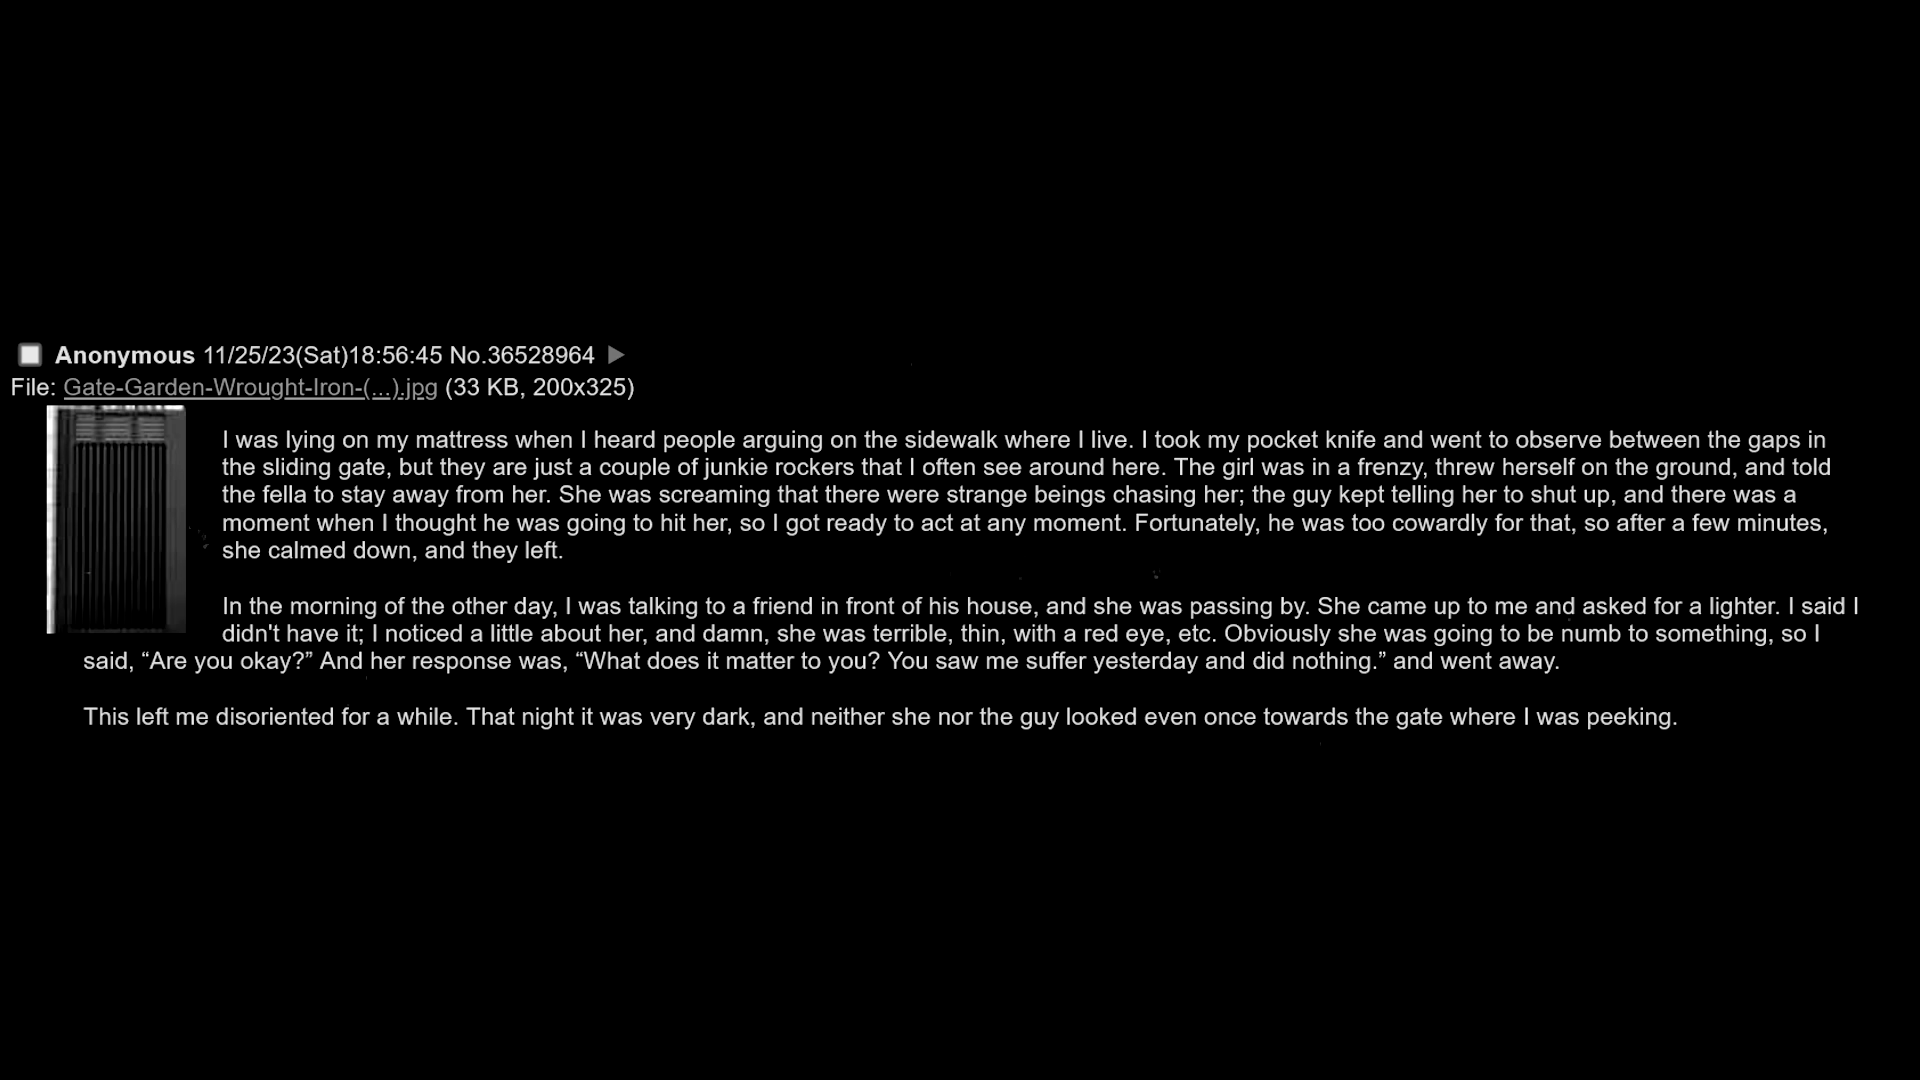 Anonymous 11/25/23(Sat)18:56:45 No.36528964
File: Gate-Garden-Wrought-Iron-(...).jpg (33 KB, 200x325)
I was lying on my mattress when I heard people arguing on the sidewalk where I live. I took my pocket knife and went to observe between the gaps in
the sliding gate, but they are just a couple of junkie rockers that I often see around here. The girl was in a frenzy, threw herself on the ground, and told
the fella to stay away from her. She was screaming that there were strange beings chasing her; the guy kept telling her to shut up, and there was a
moment when I thought he was going to hit her, so I got ready to act at any moment. Fortunately, he was too cowardly for that, so after a few minutes,
she calmed down, and they left.
In the morning of the other day, I was talking to a friend in front of his house, and she was passing by. She came up to me and asked for a lighter. I said I
didn't have it; I noticed a little about her, and damn, she was terrible, thin, with a red eye, etc. Obviously she was going to be numb to something, so I
said, “Are you okay?” And her response was, “What does it matter to you? You saw me suffer yesterday and did nothing.” and went away.
This left me disoriented for a while. That night it was very dark, and neither she nor the guy looked even once towards the gate where I was peeking.